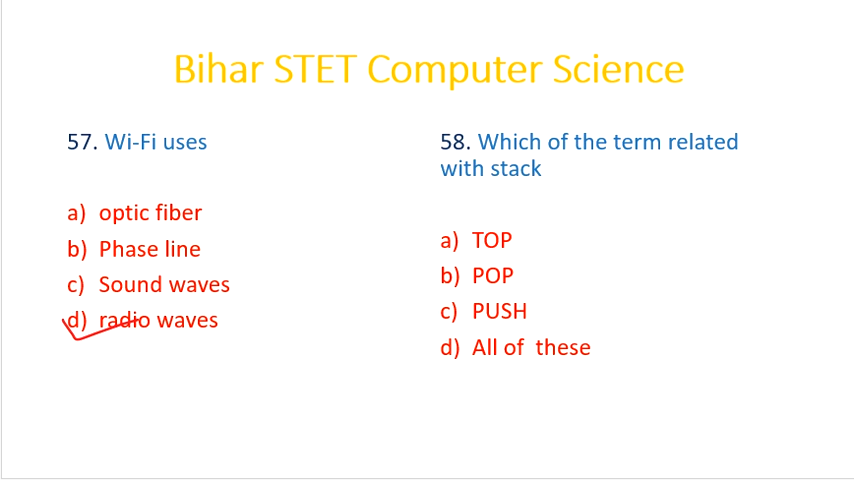 Bihar STET Computer Science
57. Wi-Fi uses
a) optic fiber
b) Phase line
c) Sound waves
d) radio waves
58. Which of the term related
with stack
a) TOP
b) POP
c) PUSH
d) All of these